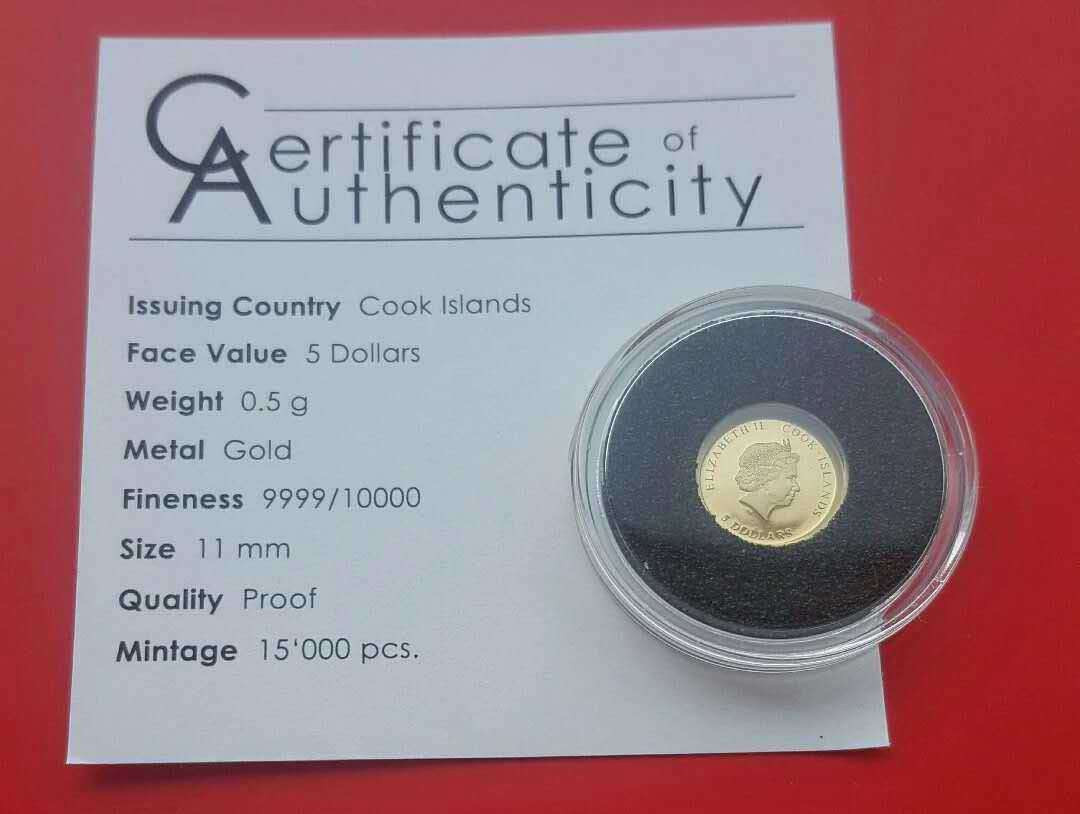 Certificate of
Authenticity
Issuing Country Cook Islands
Face Value 5 Dollars
Weight 0.5 g
Metal Gold
Fineness 9999/10000
Size 11 mm
Quality Proof
Mintage 15'000 pcs.
ELIZABETH II COOK ISLANDS
5 DOLLARS